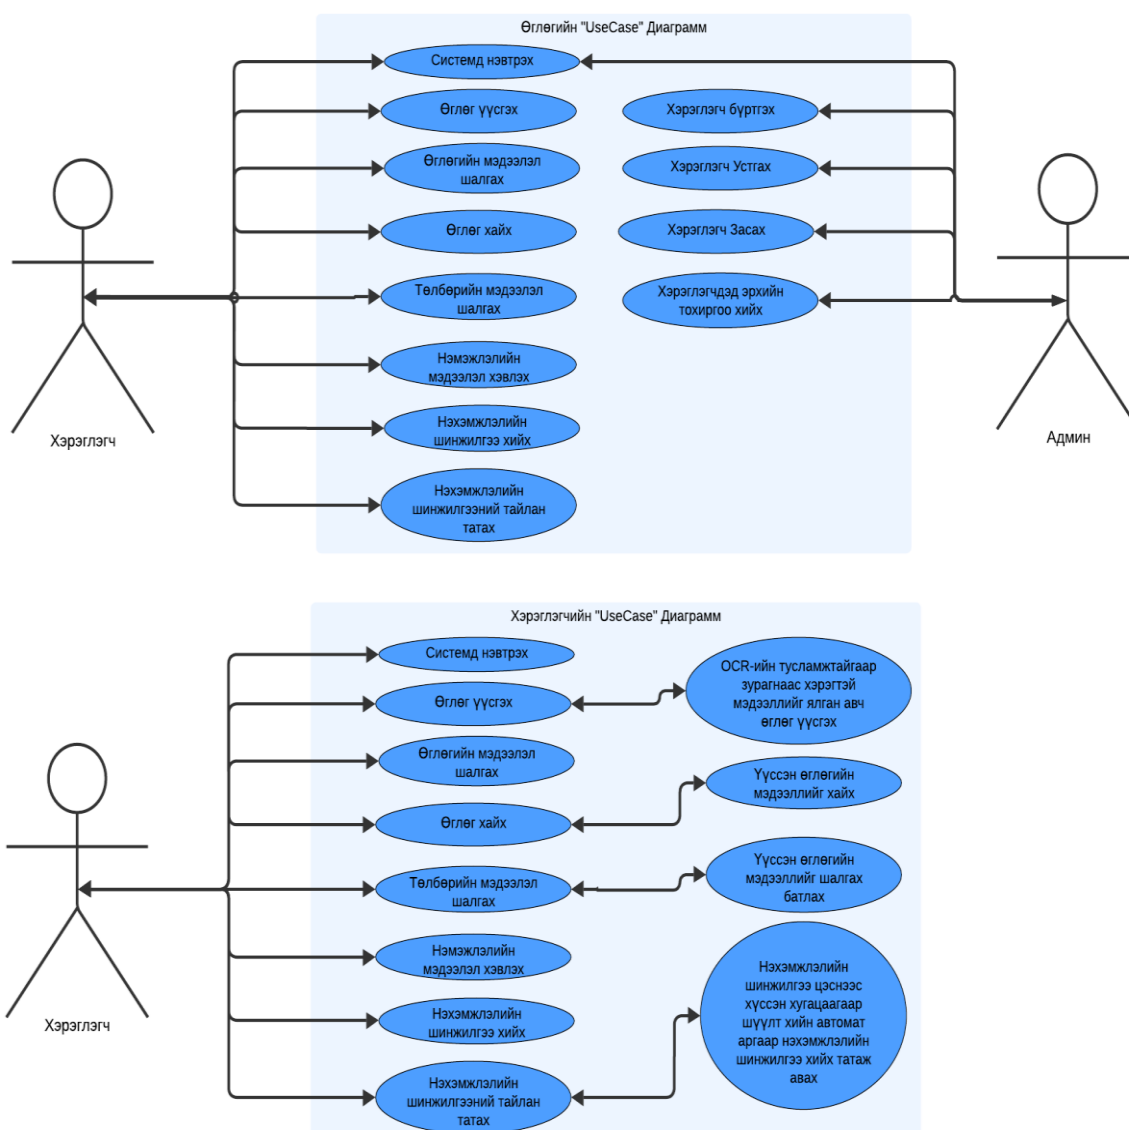 Өглөгийн "UseCase" Диаграмм
Системд нэвтрэх
Өглөг үүсгэх
Хэрэглэгч бүртгэх
Өглөгийн мэдээлэл
шалгах
Хэрэглэгч Устгах
Өглөг хайх
Хэрэглэгч Засах
Төлбөрийн мэдээлэл
шалгах
Хэрэглэгчдэд эрхийн
тохиргоо хийх
Нэмэжлэлийн
мэдээлэл хэвлэх
Нэхэмжлэлийн
шинжилгээ хийх
Нэхэмжлэлийн
шинжилгээний тайлан
татах
Хэрэглэгч
Админ
Хэрэглэгчийн "UseCase" Диаграмм
Системд нэвтрэх
Өглөг үүсгэх
OCR-ийн тусламжтайгаар
зурагнаас хэрэгтэй
мэдээллийг ялган авч
өглөг үүсгэх
Өглөгийн мэдээлэл
шалгах
Үүссэн өглөгийн
мэдээллийг хайх
Өглөг хайх
Төлбөрийн мэдээлэл
шалгах
Үүссэн өглөгийн
мэдээллийг шалгах
батлах
Нэмэжлэлийн
мэдээлэл хэвлэх
Нэхэмжлэлийн
шинжилгээ хийх
Нэхэмжлэлийн
шинжилгээ цэснээс
хүссэн хугацаагаар
шүүлт хийн автомат
аргаар нэхэмжлэлийн
шинжилгээ хийх татаж
авах
Нэхэмжлэлийн
шинжилгээний тайлан
татах
Хэрэглэгч